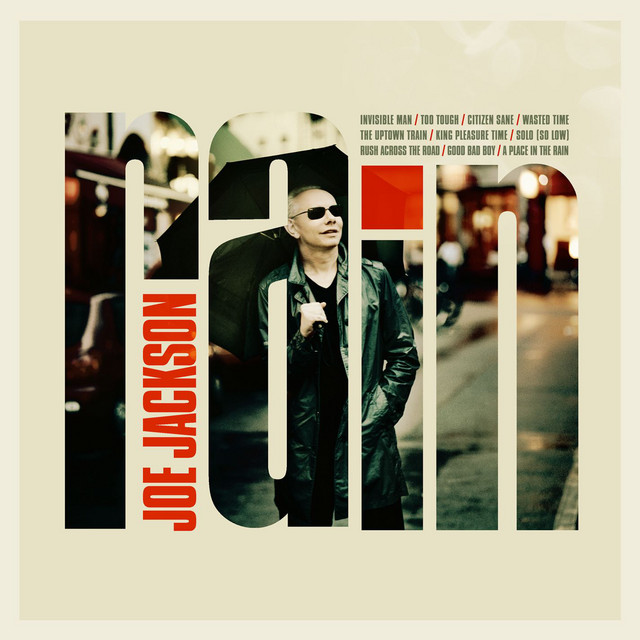 INVISIBLE MAN / TOO TOUGH / CITIZEN SANE / WASTED TIME
THE UPTOWN TRAIN / KING PLEASURE TIME / SOLO (SO LOW)
RUSH ACROSS THE ROAD / GOOD BAD BOY / A PLACE IN THE RAIN
rain
JOE JACKSON